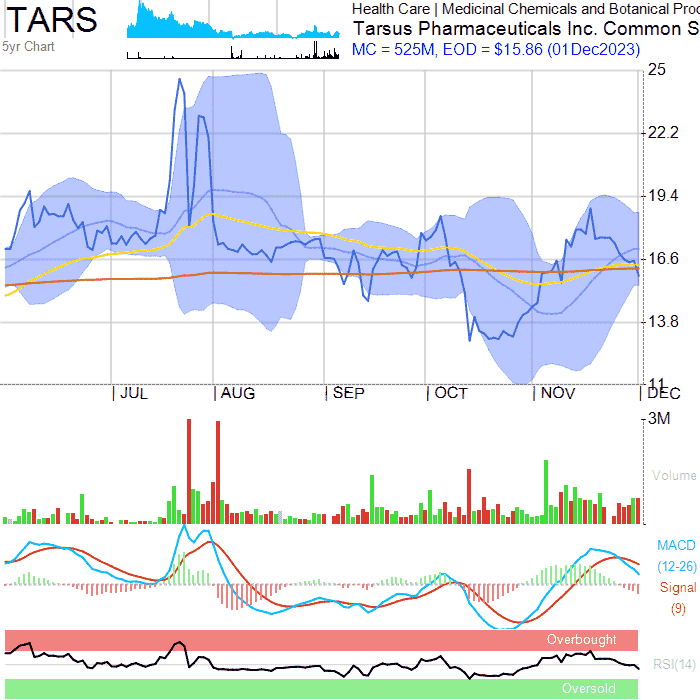 TARS
5yr Chart
Health Care | Medicinal Chemicals and Botanical Pro
Tarsus Pharmaceuticals Inc. Common S
MC = 525M, EOD = $15.86 (01Dec2023)
25
22.2
19.4
16.6
13.8
11
JUL
AUG
SEP
OCT
NOV
DEC
3M
Volume
MACD
(12-26)
Signal
(9)
Overbought
RSI(14)
Oversold